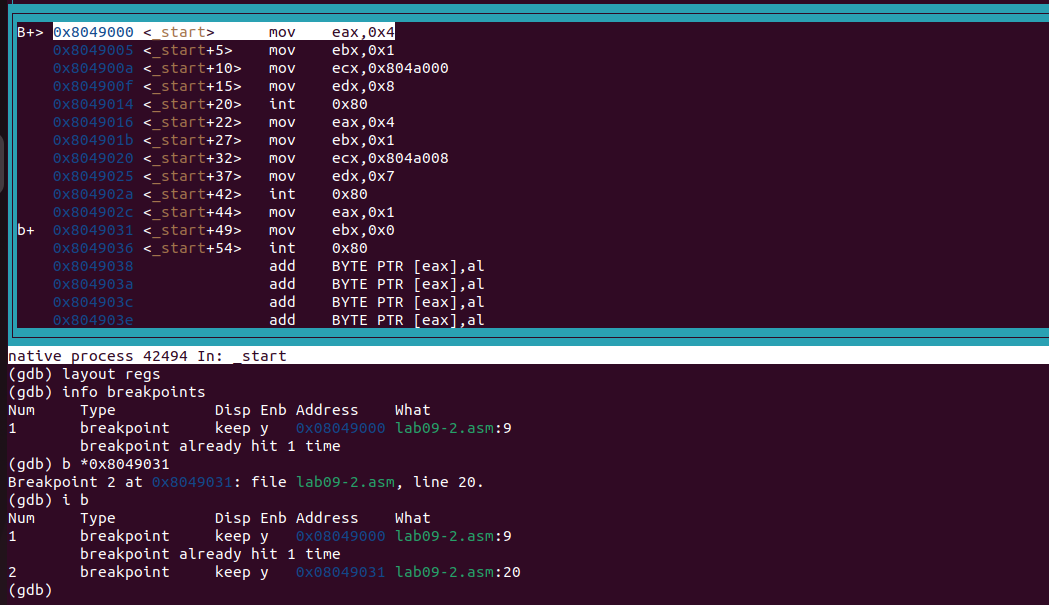 B+> 0x8049000 <_start>      mov    eax,0x4
    0x8049005 <_start+5>    mov    ebx,0x1
    0x804900a <_start+10>   mov    ecx,0x804a000
    0x804900f <_start+15>   mov    edx,0x8
    0x8049014 <_start+20>   int    0x80
    0x8049016 <_start+22>   mov    eax,0x4
    0x804901b <_start+27>   mov    ebx,0x1
    0x8049020 <_start+32>   mov    ecx,0x804a008
    0x8049025 <_start+37>   mov    edx,0x7
    0x804902a <_start+42>   int    0x80
    0x804902c <_start+44>   mov    eax,0x1
b+  0x8049031 <_start+49>   mov    ebx,0x0
    0x8049036 <_start+54>   int    0x80
    0x8049038               add    BYTE PTR [eax],al
    0x804903a               add    BYTE PTR [eax],al
    0x804903c               add    BYTE PTR [eax],al
    0x804903e               add    BYTE PTR [eax],al
native process 42494 In: _start
(gdb) layout regs
(gdb) info breakpoints
Num     Type           Disp Enb Address    What
1       breakpoint     keep y   0x08049000 lab09-2.asm:9
        breakpoint already hit 1 time
(gdb) b *0x8049031
Breakpoint 2 at 0x8049031: file lab09-2.asm, line 20.
(gdb) i b
Num     Type           Disp Enb Address    What
1       breakpoint     keep y   0x08049000 lab09-2.asm:9
        breakpoint already hit 1 time
2       breakpoint     keep y   0x08049031 lab09-2.asm:20
(gdb)